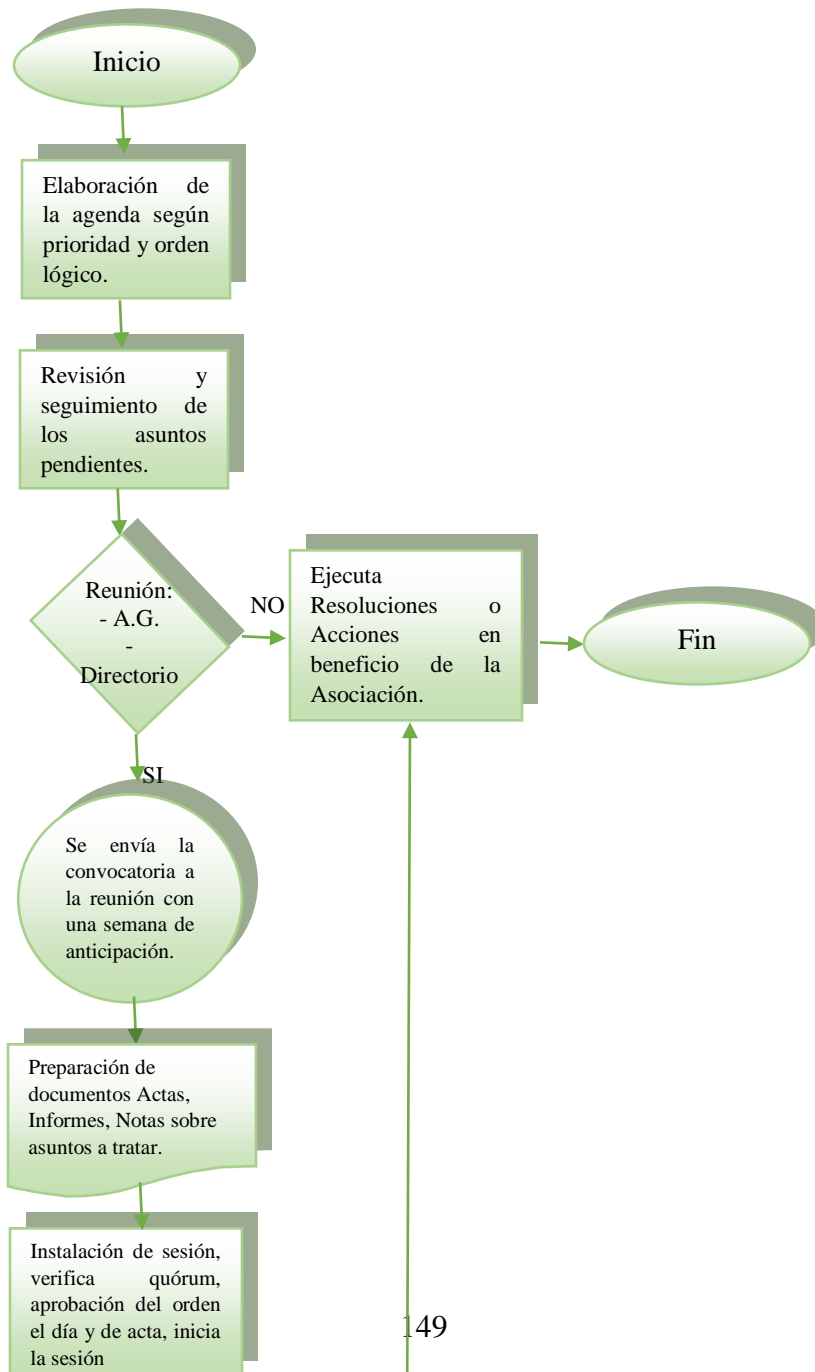 Inicio
Elaboración de
la agenda según
prioridad y orden
lógico.
Revisión y
seguimiento de
los asuntos
pendientes.
Reunión:
- A.G.
-
Directorio
NO
Ejecuta
Resoluciones o
Acciones en
beneficio de la
Asociación.
Fin
SI
Se envía la
convocatoria a
la reunión con
una semana de
anticipación.
Preparación de
documentos Actas,
Informes, Notas sobre
asuntos a tratar.
Instalación de sesión,
verifica quórum,
aprobación del orden
el día y de acta, inicia
la sesión
149